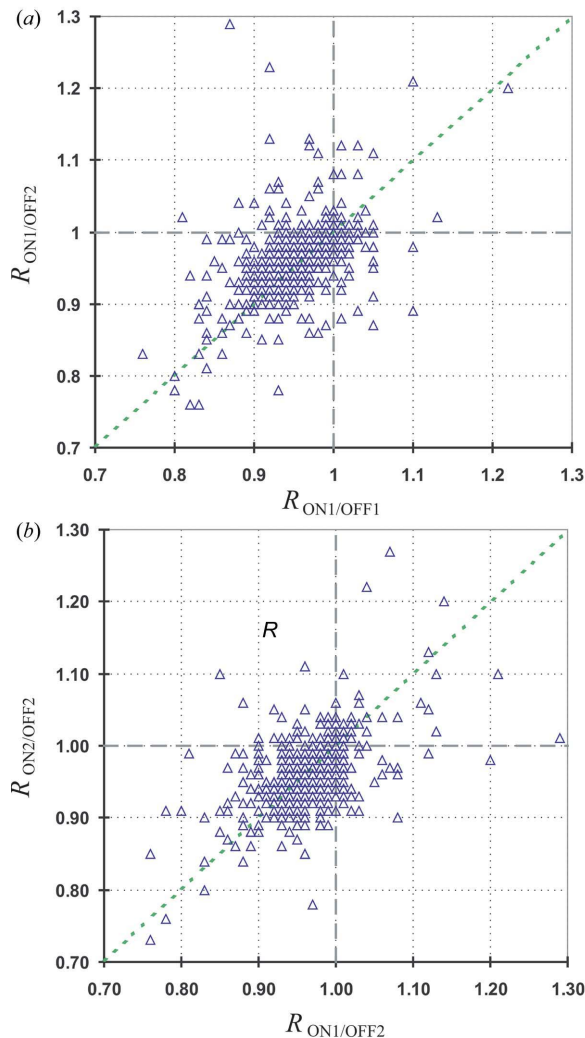 (a)
1.3
1.2
1.1
1
0.9
0.8
0.7
R ON1/OFF2
0.7 0.8 0.9 1 1.1 1.2 1.3
R ON1/OFF1
(b)
1.30
1.20
1.10
1.00
0.90
0.80
0.70
R ON2/OFF2
R
0.70 0.80 0.90 1.00 1.10 1.20 1.30
R ON1/OFF2